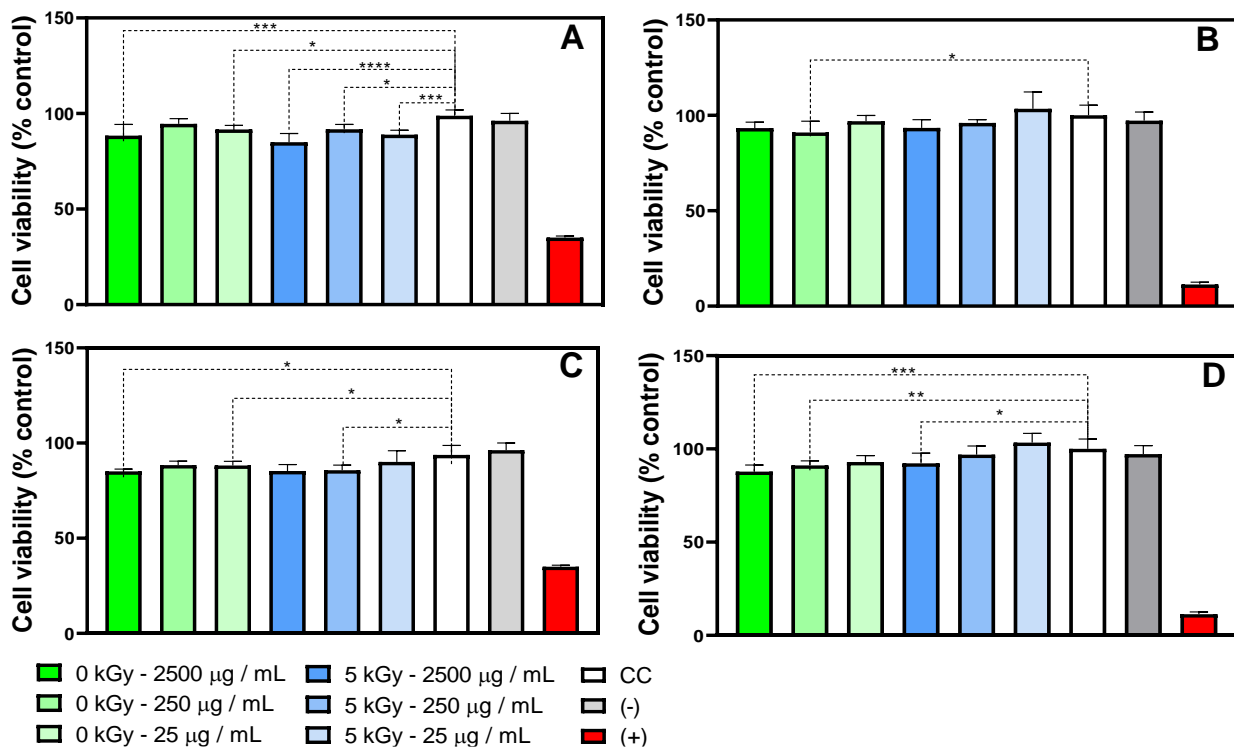 A
Cell viability (% control)
150
100
50
0
***
*
****
*
***
B
Cell viability (% control)
150
100
50
0
*
C
Cell viability (% control)
150
100
50
0
*
*
*
D
Cell viability (% control)
150
100
50
0
***
**
*
0 kGy - 2500 μg / mL
0 kGy - 250 μg / mL
0 kGy - 25 μg / mL
5 kGy - 2500 μg / mL
5 kGy - 250 μg / mL
5 kGy - 25 μg / mL
CC
(-)
(+)